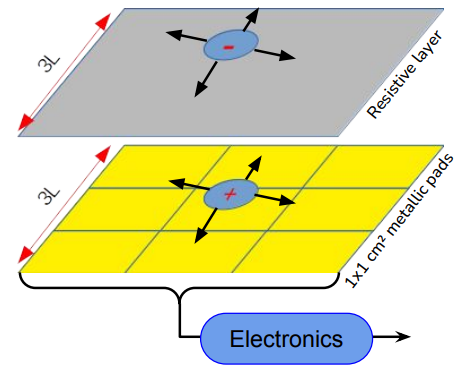 3L
-
Resistive layer
3L
+
1x1 cm² metallic pads
Electronics